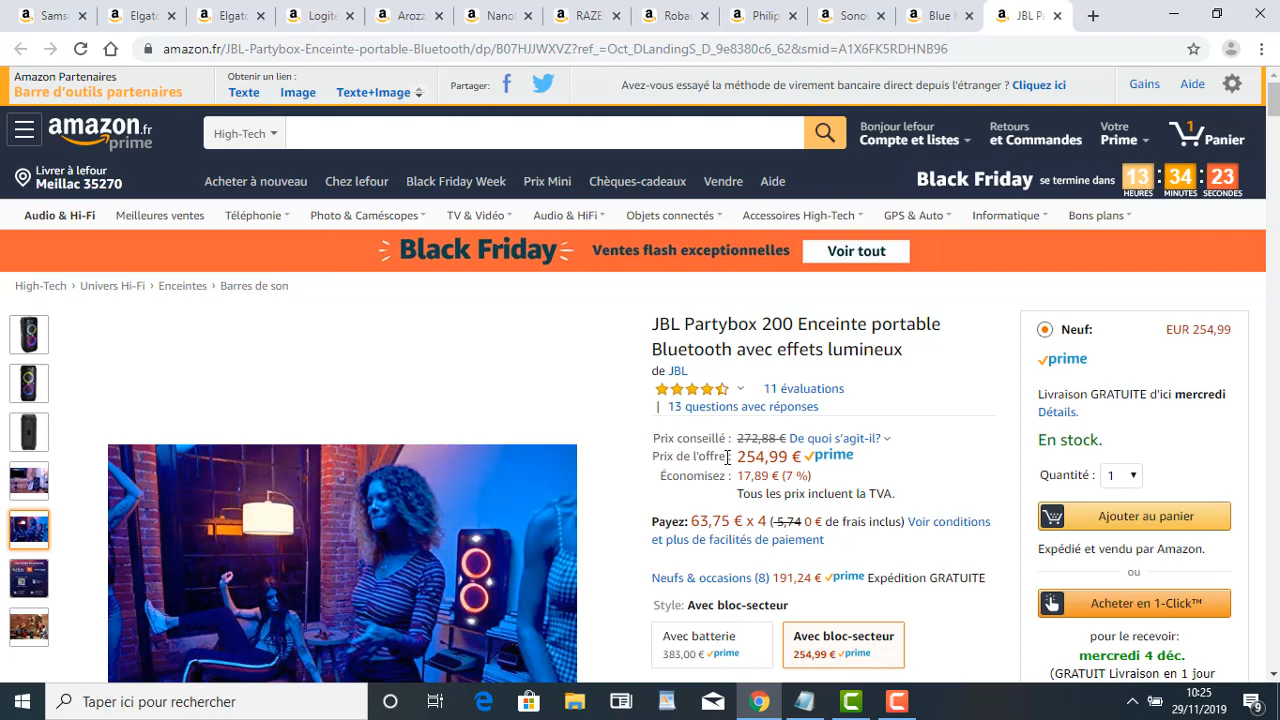 Sams
Elgat
Elgat
Logite
Arozz
Nanol
RAZE
Robas
Philip
Sono
Blue
JBL Pa
amazon.fr/JBL-Partybox-Enceinte-portable-Bluetooth/dp/B07HJJWXVZ?ref_=Oct_DLandingS_D_9e8380c6_62&smid=A1X6FK5RDHNB96
Amazon Partenaires
Barre d'outils partenaires
Obtenir un lien :
Texte Image Texte+Image
Partager:
Avez-vous essayé la méthode de virement bancaire direct depuis l'étranger ? Cliquez ici
Gains
Aide
amazon.fr
prime
High-Tech
Bonjour lefour
Compte et listes
Retours
et Commandes
Votre
Prime
1
Panier
Livrer à lefour
Meillac 35270
Acheter à nouveau
Chez lefour
Black Friday Week
Prix Mini
Chèques-cadeaux
Vendre
Aide
Black Friday se termine dans
13 : 34 : 23
HEURES MINUTES SECONDES
Audio & Hi-Fi
Meilleures ventes
Téléphonie
Photo & Caméscopes
TV & Vidéo
Audio & HiFi
Objets connectés
Accessoires High-Tech
GPS & Auto
Informatique
Bons plans
Black Friday Ventes flash exceptionnelles Voir tout
High-Tech › Univers Hi-Fi › Enceintes › Barres de son
JBL Partybox 200 Enceinte portable
Bluetooth avec effets lumineux
de JBL
11 évaluations
| 13 questions avec réponses
Prix conseillé : 272,88 € De quoi s'agit-il?
Prix de l'offre : 254,99 € prime
Économisez : 17,89 € (7 %)
Tous les prix incluent la TVA.
Payez: 63,75 € x 4 (5,74 0 € de frais inclus) Voir conditions
et plus de facilités de paiement
Neufs & occasions (8) 191,24 € prime Expédition GRATUITE
Style: Avec bloc-secteur
Avec batterie
383,00 € prime
Avec bloc-secteur
254,99 € prime
Neuf: EUR 254,99
prime
Livraison GRATUITE d'ici mercredi
Détails.
En stock.
Quantité : 1
Ajouter au panier
Expédié et vendu par Amazon.
ou
Acheter en 1-Click™
pour le recevoir:
mercredi 4 déc.
(GRATUIT Livraison en 1 jour
Taper ici pour rechercher
10:25
29/11/2019
9